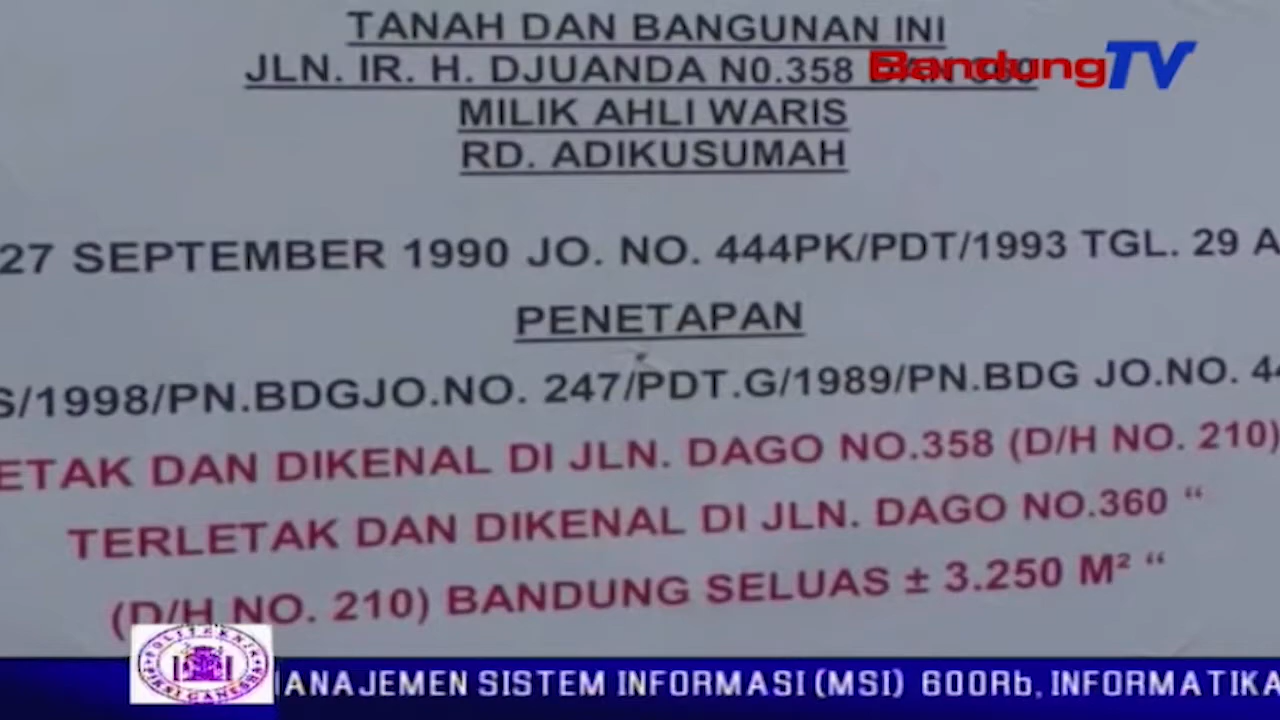 TANAH DAN BANGUNAN INI
JLN. IR. H. DJUANDA N0.358 DAN 360
BandungTV
MILIK AHLI WARIS
RD. ADIKUSUMAH
27 SEPTEMBER 1990 JO. NO. 444PK/PDT/1993 TGL. 29 A
PENETAPAN
S/1998/PN.BDGJO.NO. 247/PDT.G/1989/PN.BDG JO.NO. 44
ETAK DAN DIKENAL DI JLN. DAGO NO.358 (D/H NO. 210)
TERLETAK DAN DIKENAL DI JLN. DAGO NO.360 “
(D/H NO. 210) BANDUNG SELUAS ± 3.250 M² “
MANAJEMEN SISTEM INFORMASI (MSI) 600Rb, INFORMATIKA